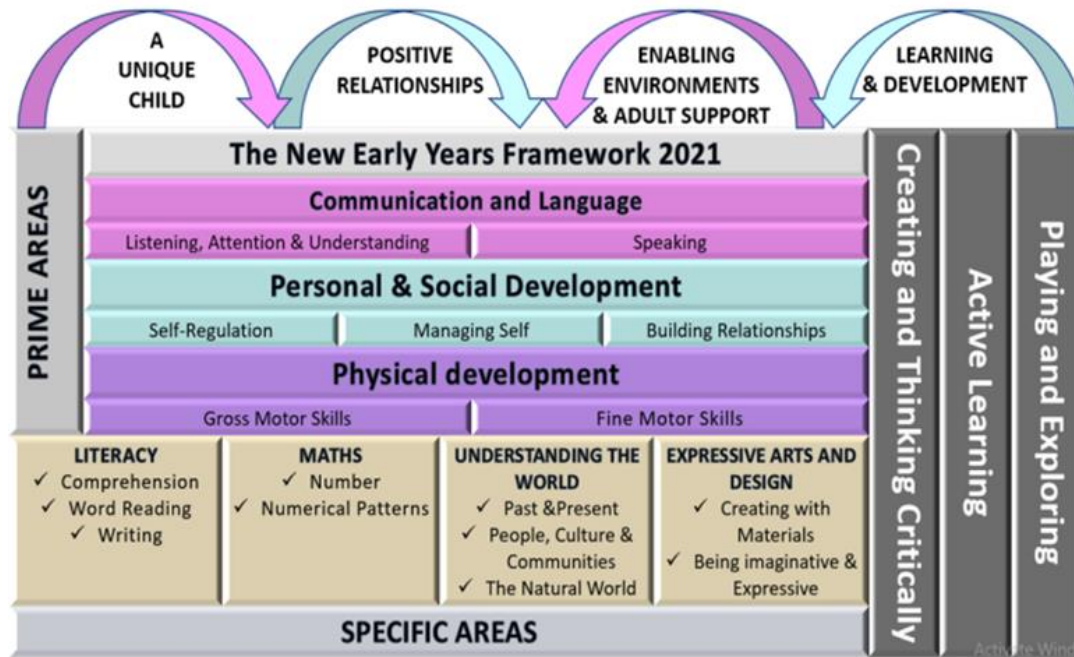 A
UNIQUE
CHILD
POSITIVE
RELATIONSHIPS
ENABLING
ENVIRONMENTS
& ADULT SUPPORT
LEARNING
& DEVELOPMENT
PRIME AREAS
The New Early Years Framework 2021
Communication and Language
Listening, Attention & Understanding
Speaking
Personal & Social Development
Self-Regulation
Managing Self
Building Relationships
Physical development
Gross Motor Skills
Fine Motor Skills
LITERACY
✓ Comprehension
✓ Word Reading
✓ Writing
MATHS
✓ Number
✓ Numerical Patterns
UNDERSTANDING THE
WORLD
✓ Past &Present
✓ People, Culture &
Communities
✓ The Natural World
EXPRESSIVE ARTS AND
DESIGN
✓ Creating with
Materials
✓ Being imaginative &
Expressive
SPECIFIC AREAS
Creating and Thinking Critically
Active Learning
Playing and Exploring
Activate Wind